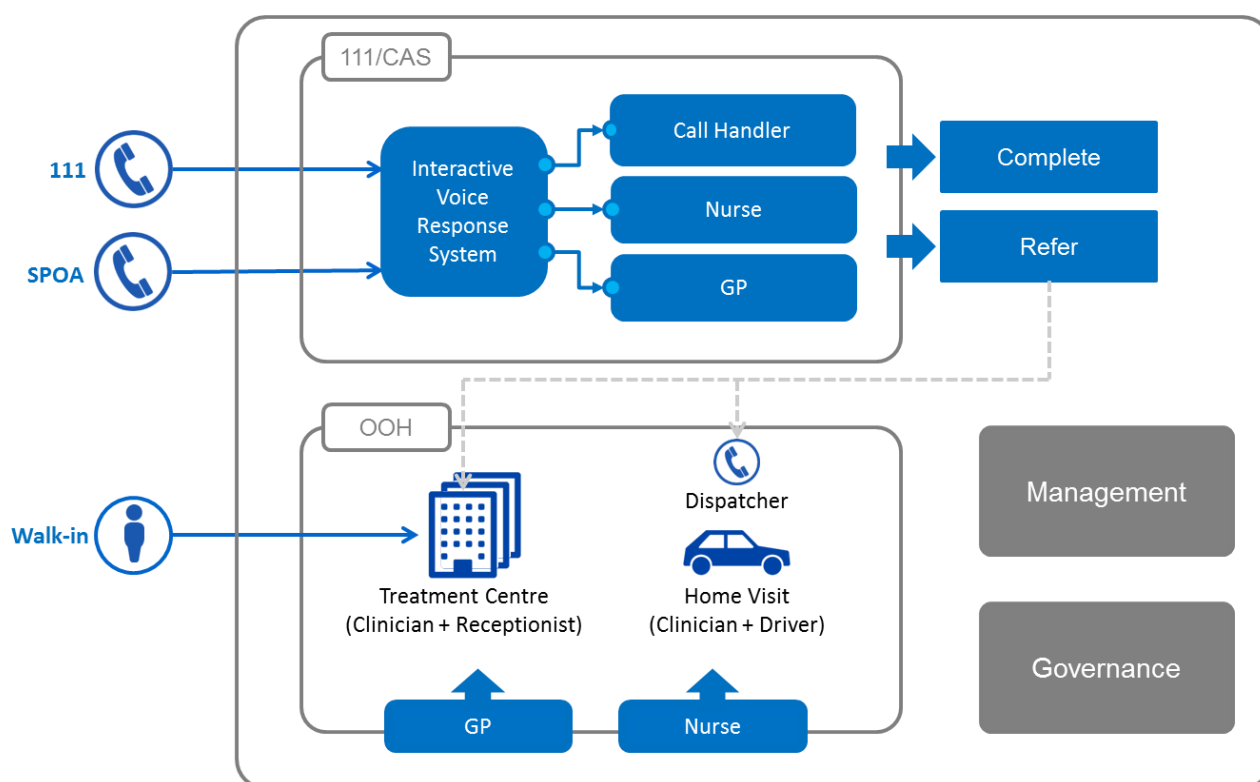 111/CAS
111
SPOA
Interactive
Voice
Response
System
Call Handler
Nurse
GP
Complete
Refer
OOH
Walk-in
Treatment Centre
(Clinician + Receptionist)
Dispatcher
Home Visit
(Clinician + Driver)
GP
Nurse
Management
Governance